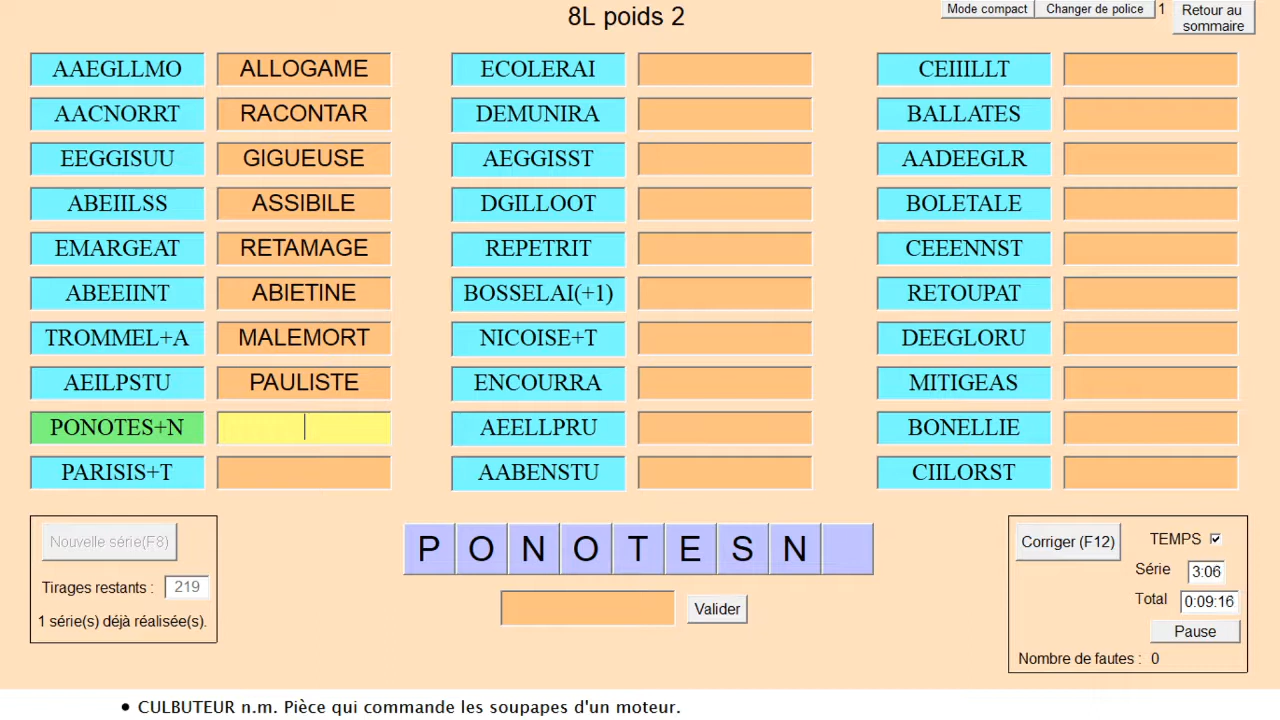 8L poids 2
Mode compact Changer de police 1 Retour au sommaire
AAEGLLMO ALLOGAME ECOLERAI CEIIILLT
AACNORRT RACONTAR DEMUNIRA BALLATES
EEGGISUU GIGUEUSE AEGGISST AADEEGLR
ABEIILSS ASSIBILE DGILLOOT BOLETALE
EMARGEAT RETAMAGE REPETRIT CEEENNST
ABEEIINT ABIETINE BOSSELAI(+1) RETOUPAT
TROMMEL+A MALEMORT NICOISE+T DEEGLORU
AEILPSTU PAULISTE ENCOURRA MITIGEAS
PONOTES+N AEELLPRU BONELLIE
PARISIS+T AABENSTU CIILORST
Nouvelle série(F8)
Tirages restants : 219
1 série(s) déjà réalisée(s).
P O N O T E S N
Valider
Corriger (F12) TEMPS
Série 3:06
Total 0:09:16
Pause
Nombre de fautes : 0
• CULBUTEUR n.m. Pièce qui commande les soupapes d'un moteur.